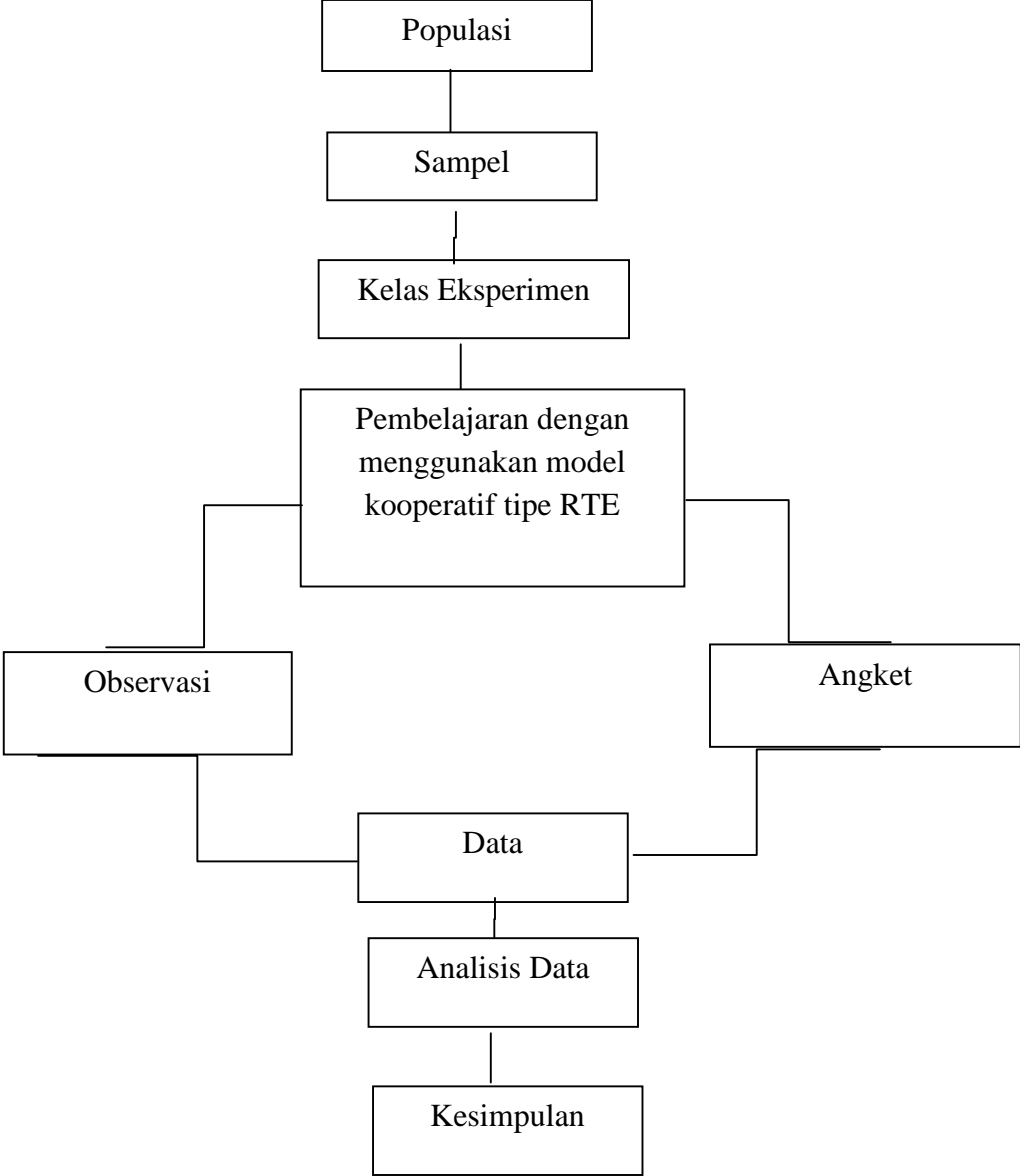 Populasi
Sampel
Kelas Eksperimen
Pembelajaran dengan
menggunakan model
kooperatif tipe RTE
Observasi
Angket
Data
Analisis Data
Kesimpulan